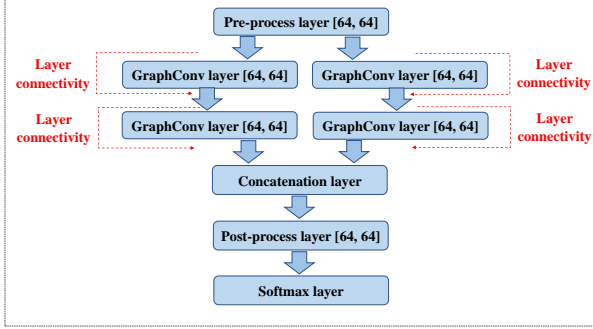 Pre-process layer [64, 64]
Layer
connectivity
GraphConv layer [64, 64]
GraphConv layer [64, 64]
Layer
connectivity
Layer
connectivity
GraphConv layer [64, 64]
GraphConv layer [64, 64]
Layer
connectivity
Concatenation layer
Post-process layer [64, 64]
Softmax layer